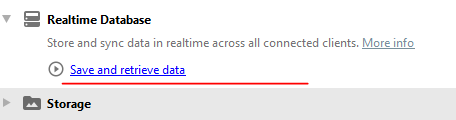 Realtime Database
Store and sync data in realtime across all connected clients. More info
Save and retrieve data
Storage